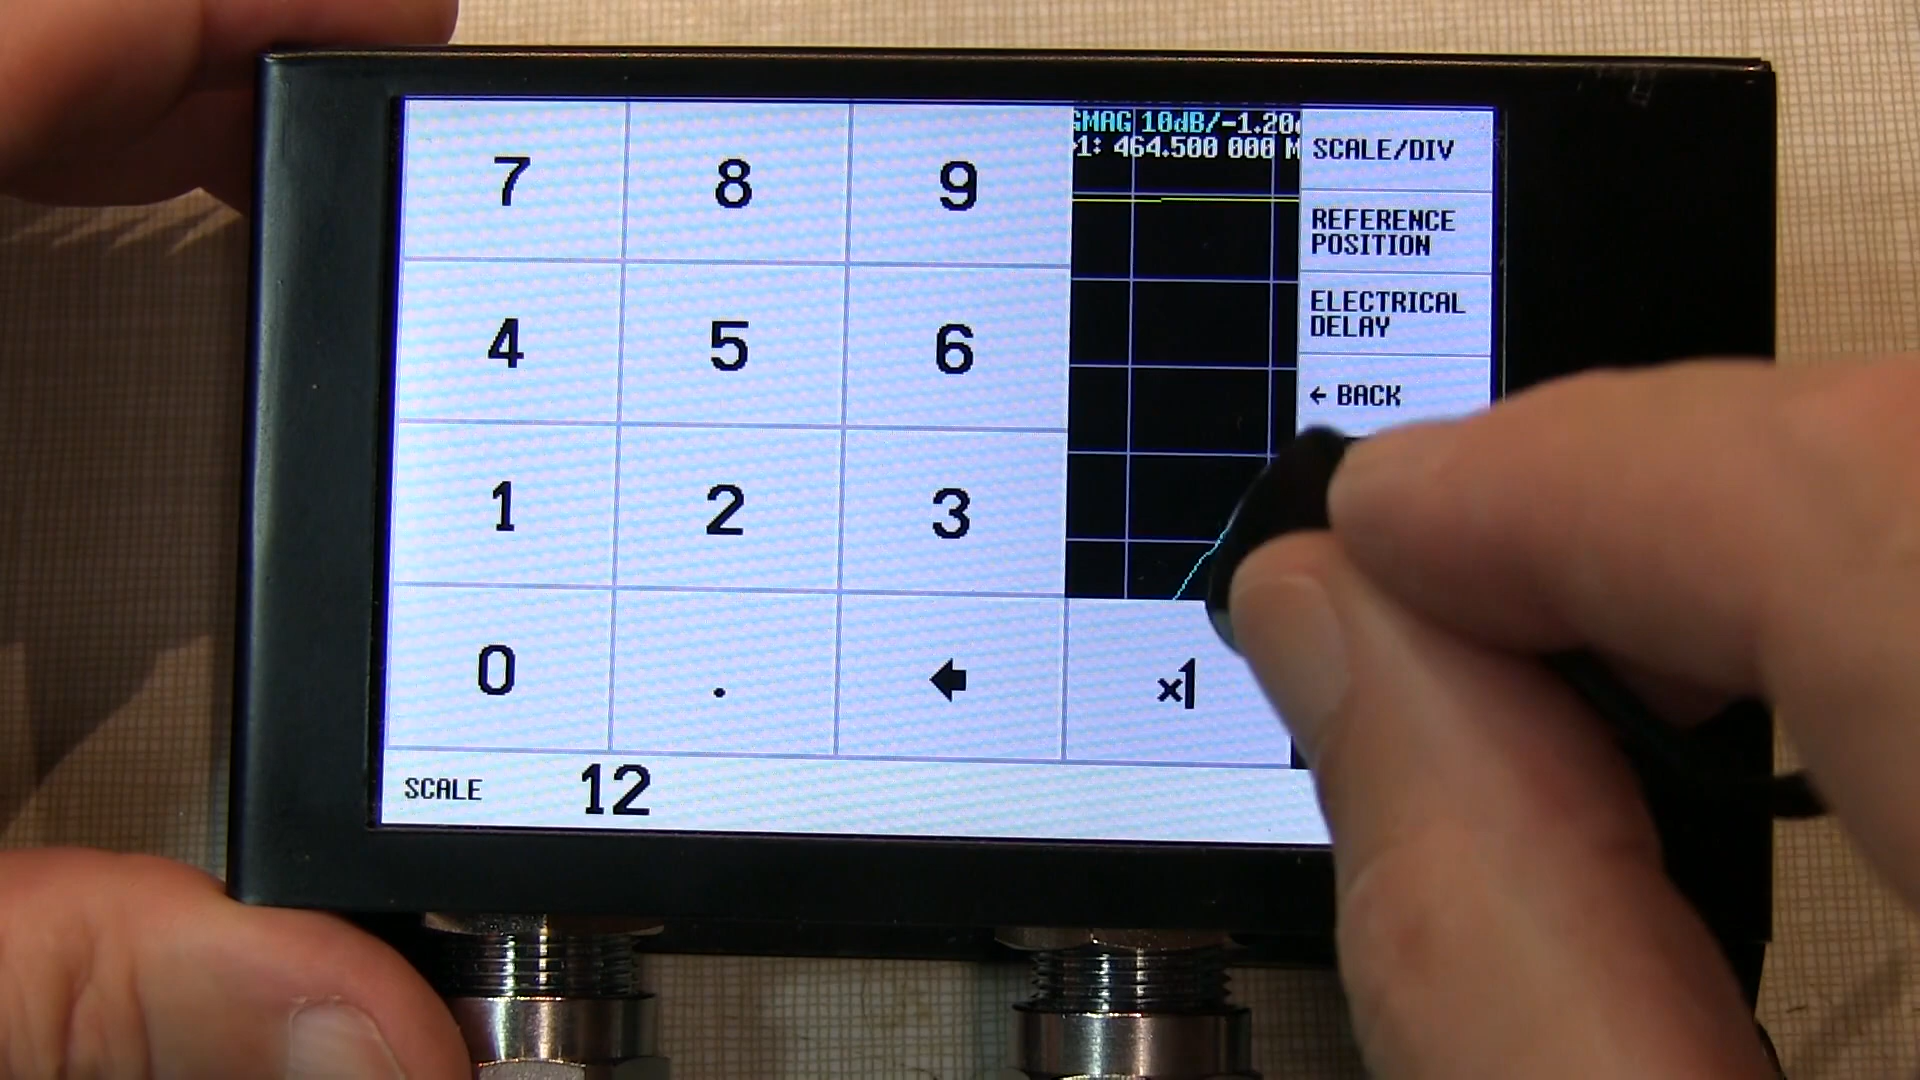 7 8 9
4 5 6
1 2 3
0 . ←
×1
SCALE 12
GMAG 10dB/-1.20
1: 464.500 000 M
SCALE/DIV
REFERENCE
POSITION
ELECTRICAL
DELAY
← BACK